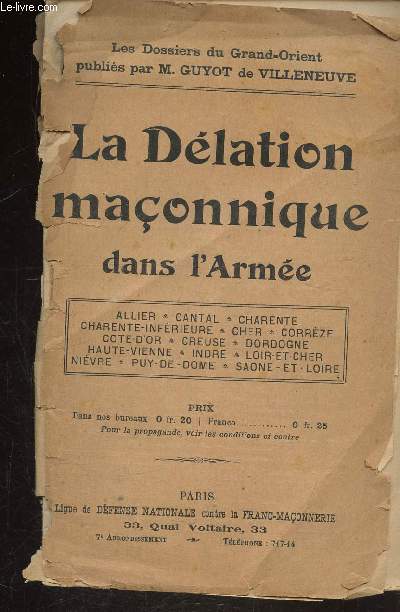 Le-livre.com
Les Dossiers du Grand-Orient
publiés par M. GUYOT de VILLENEUVE
La Délation
maçonnique
dans l'Armée
ALLIER * CANTAL * CHARENTE
CHARENTE-INFÉRIEURE * CHER * CORRÈZE
COTE-D'OR * CREUSE * DORDOGNE
HAUTE-VIENNE * INDRE * LOIR-ET-CHER
NIÈVRE * PUY-DE-DOME * SAONE-ET-LOIRE
PRIX
Dans nos bureaux 0 fr. 20 | Franco ........... 0 fr. 25
Pour la propagande, voir les conditions ci contre
PARIS
Ligue de DÉFENSE NATIONALE contre la FRANC-MAÇONNERIE
33, Quai Voltaire, 33
7e ARRONDISSEMENT TÉLÉPHONE : 717-14